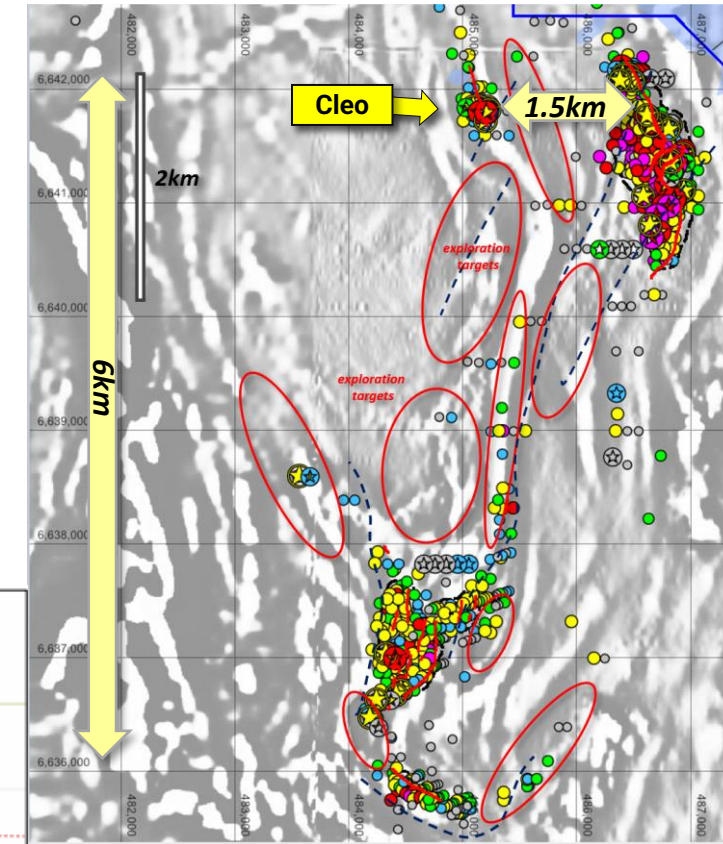 482,000
483,000
484,000
485,000
486,000
487,000
6,642,000
Cleo
1.5km
2km
6,641,000
exploration
targets
6,640,000
6km
exploration
targets
6,639,000
6,638,000
6,637,000
6,636,000
482,000
483,000
484,000
485,000
486,000
487,000